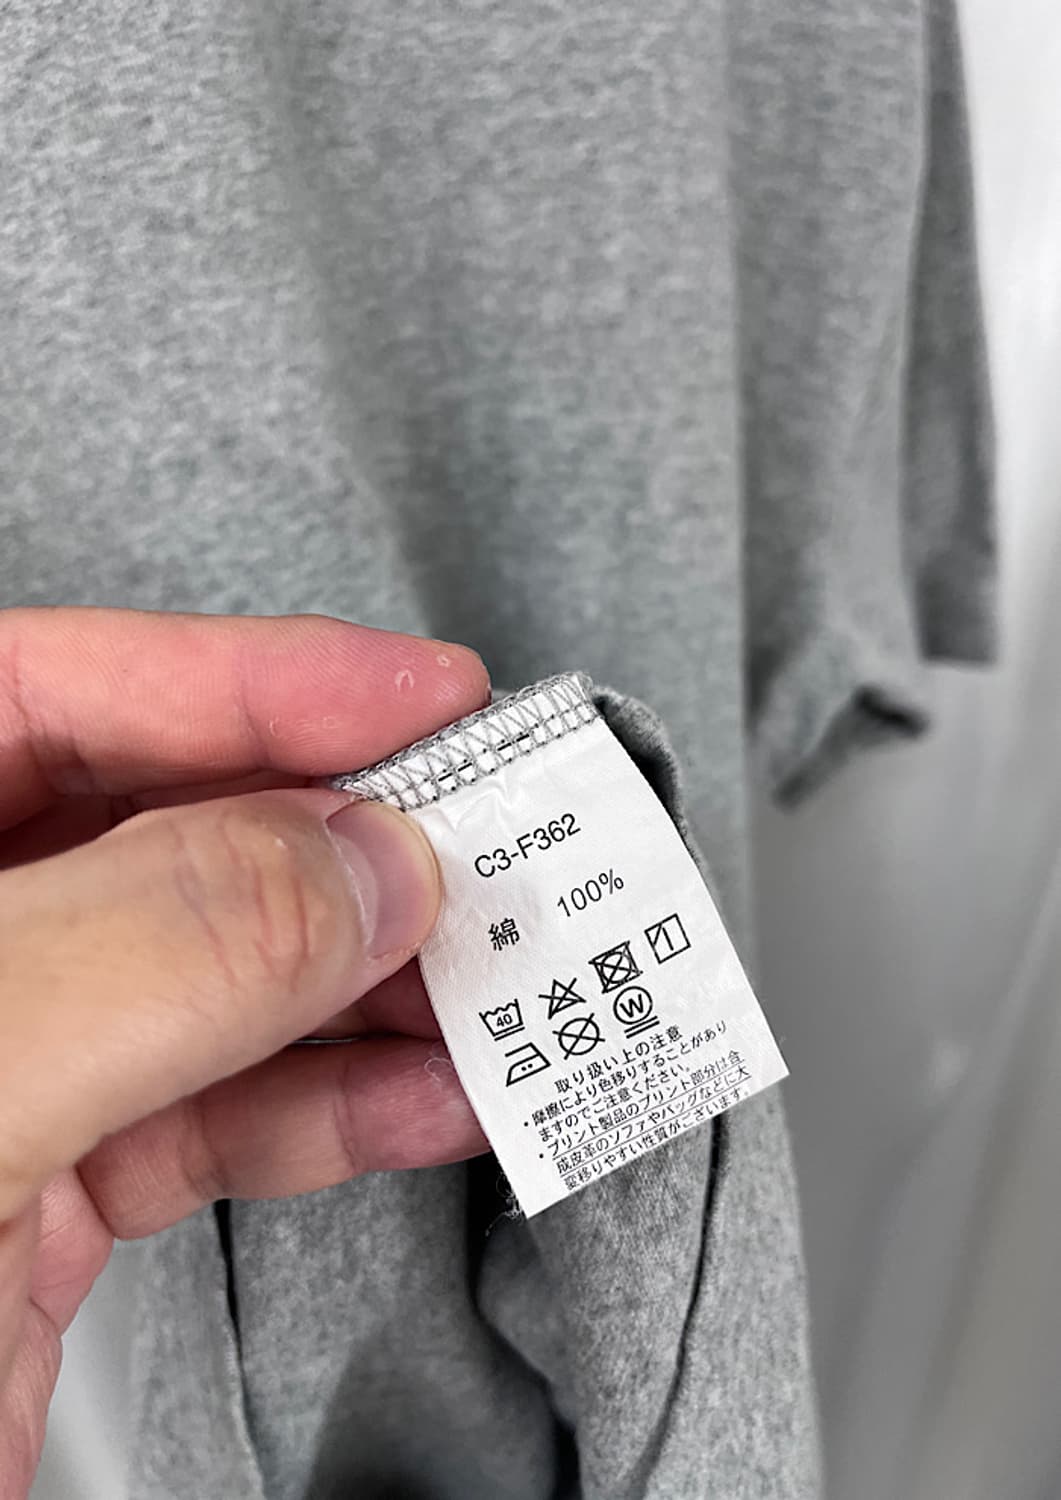 C3-F362
綿 100%
40
W
取り扱い上の注意
・摩擦により色移りすることがあり
ますのでご注意ください。
・プリント製品のプリント部分は合
成皮革のソファやバッグなどに大
変移りやすい性質がございます。